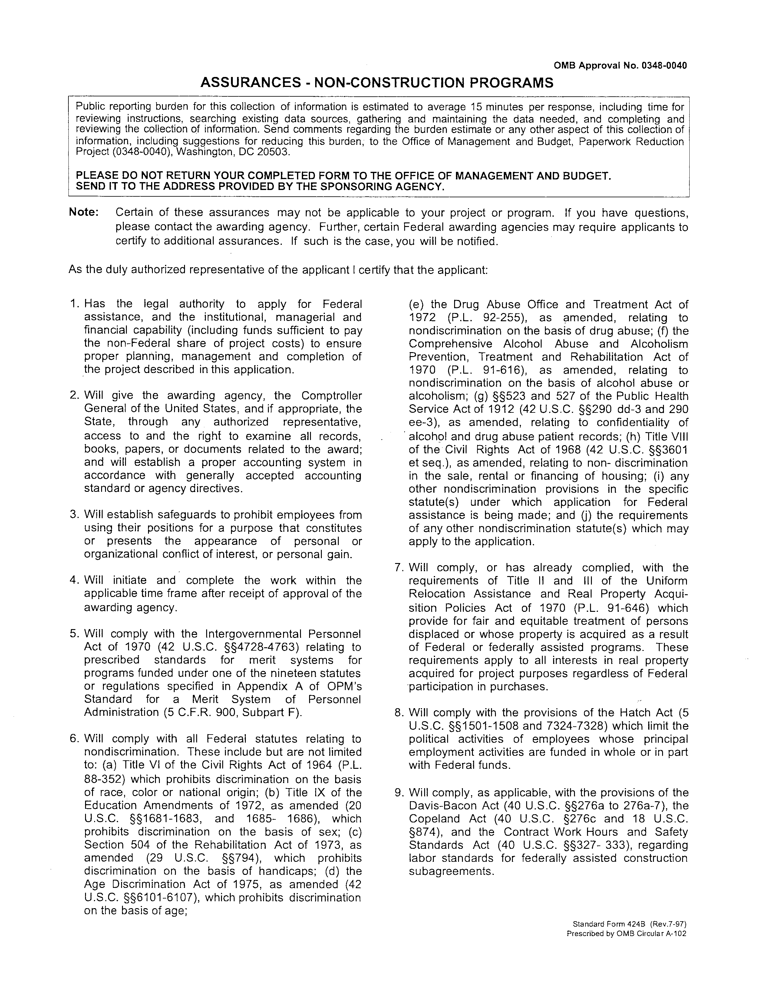 OMB Approval No. 0348-0040
ASSURANCES - NON-CONSTRUCTION PROGRAMS
Public reporting burden for this collection of information is estimated to average 15 minutes per response, including time for
reviewing instructions, searching existing data sources, gathering and maintaining the data needed, and completing and
reviewing the collection of information. Send comments regarding the burden estimate or any other aspect of this collection of
information, including suggestions for reducing this burden, to the Office of Management and Budget, Paperwork Reduction
Project (0348-0040), Washington, DC 20503.
PLEASE DO NOT RETURN YOUR COMPLETED FORM TO THE OFFICE OF MANAGEMENT AND BUDGET.
SEND IT TO THE ADDRESS PROVIDED BY THE SPONSORING AGENCY.
Note: Certain of these assurances may not be applicable to your project or program. If you have questions,
please contact the awarding agency. Further, certain Federal awarding agencies may require applicants to
certify to additional assurances. If such is the case, you will be notified.
As the duly authorized representative of the applicant I certify that the applicant:
1. Has the legal authority to apply for Federal
assistance, and the institutional, managerial and
financial capability (including funds sufficient to pay
the non-Federal share of project costs) to ensure
proper planning, management and completion of
the project described in this application.
2. Will give the awarding agency, the Comptroller
General of the United States, and if appropriate, the
State, through any authorized representative,
access to and the right to examine all records,
books, papers, or documents related to the award;
and will establish a proper accounting system in
accordance with generally accepted accounting
standard or agency directives.
3. Will establish safeguards to prohibit employees from
using their positions for a purpose that constitutes
or presents the appearance of personal or
organizational conflict of interest, or personal gain.
4. Will initiate and complete the work within the
applicable time frame after receipt of approval of the
awarding agency.
5. Will comply with the Intergovernmental Personnel
Act of 1970 (42 U.S.C. §§4728-4763) relating to
prescribed standards for merit systems for
programs funded under one of the nineteen statutes
or regulations specified in Appendix A of OPM's
Standard for a Merit System of Personnel
Administration (5 C.F.R. 900, Subpart F).
6. Will comply with all Federal statutes relating to
nondiscrimination. These include but are not limited
to: (a) Title VI of the Civil Rights Act of 1964 (P.L.
88-352) which prohibits discrimination on the basis
of race, color or national origin; (b) Title IX of the
Education Amendments of 1972, as amended (20
U.S.C. §§1681-1683, and 1685- 1686), which
prohibits discrimination on the basis of sex; (c)
Section 504 of the Rehabilitation Act of 1973, as
amended (29 U.S.C. §§794), which prohibits
discrimination on the basis of handicaps; (d) the
Age Discrimination Act of 1975, as amended (42
U.S.C. §§6101-6107), which prohibits discrimination
on the basis of age;
(e) the Drug Abuse Office and Treatment Act of
1972 (P.L. 92-255), as amended, relating to
nondiscrimination on the basis of drug abuse; (f) the
Comprehensive Alcohol Abuse and Alcoholism
Prevention, Treatment and Rehabilitation Act of
1970 (P.L. 91-616), as amended, relating to
nondiscrimination on the basis of alcohol abuse or
alcoholism; (g) §§523 and 527 of the Public Health
Service Act of 1912 (42 U.S.C. §§290 dd-3 and 290
ee-3), as amended, relating to confidentiality of
alcohol and drug abuse patient records; (h) Title VIII
of the Civil Rights Act of 1968 (42 U.S.C. §§3601
et seq.), as amended, relating to non- discrimination
in the sale, rental or financing of housing; (i) any
other nondiscrimination provisions in the specific
statute(s) under which application for Federal
assistance is being made; and (j) the requirements
of any other nondiscrimination statute(s) which may
apply to the application.
7. Will comply, or has already complied, with the
requirements of Title II and III of the Uniform
Relocation Assistance and Real Property Acqui-
sition Policies Act of 1970 (P.L. 91-646) which
provide for fair and equitable treatment of persons
displaced or whose property is acquired as a result
of Federal or federally assisted programs. These
requirements apply to all interests in real property
acquired for project purposes regardless of Federal
participation in purchases.
8. Will comply with the provisions of the Hatch Act (5
U.S.C. §§1501-1508 and 7324-7328) which limit the
political activities of employees whose principal
employment activities are funded in whole or in part
with Federal funds.
9. Will comply, as applicable, with the provisions of the
Davis-Bacon Act (40 U.S.C. §§276a to 276a-7), the
Copeland Act (40 U.S.C. §276c and 18 U.S.C.
§874), and the Contract Work Hours and Safety
Standards Act (40 U.S.C. §§327- 333), regarding
labor standards for federally assisted construction
subagreements.
Standard Form 424B (Rev.7-97)
Prescribed by OMB Circular A-102